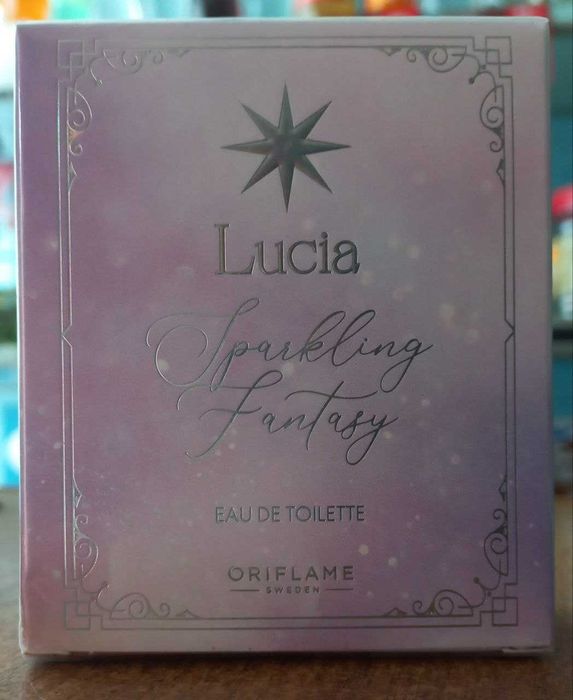 Lucia
Sparkling
Fantasy
EAU DE TOILETTE
ORIFLAME
SWEDEN